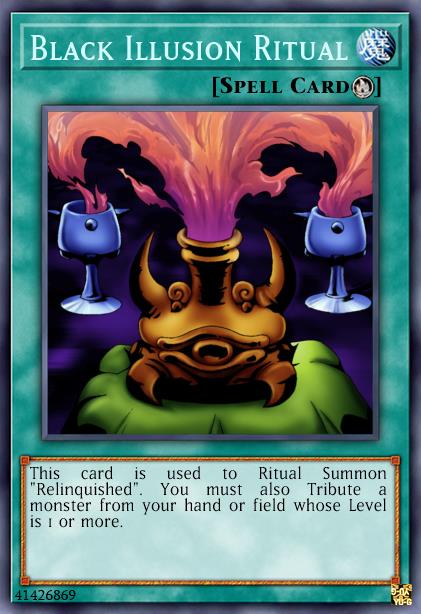 BLACK ILLUSION RITUAL
魔
[SPELL CARD]
This card is used to Ritual Summon
"Relinquished". You must also Tribute a
monster from your hand or field whose Level
is 1 or more.
41426869